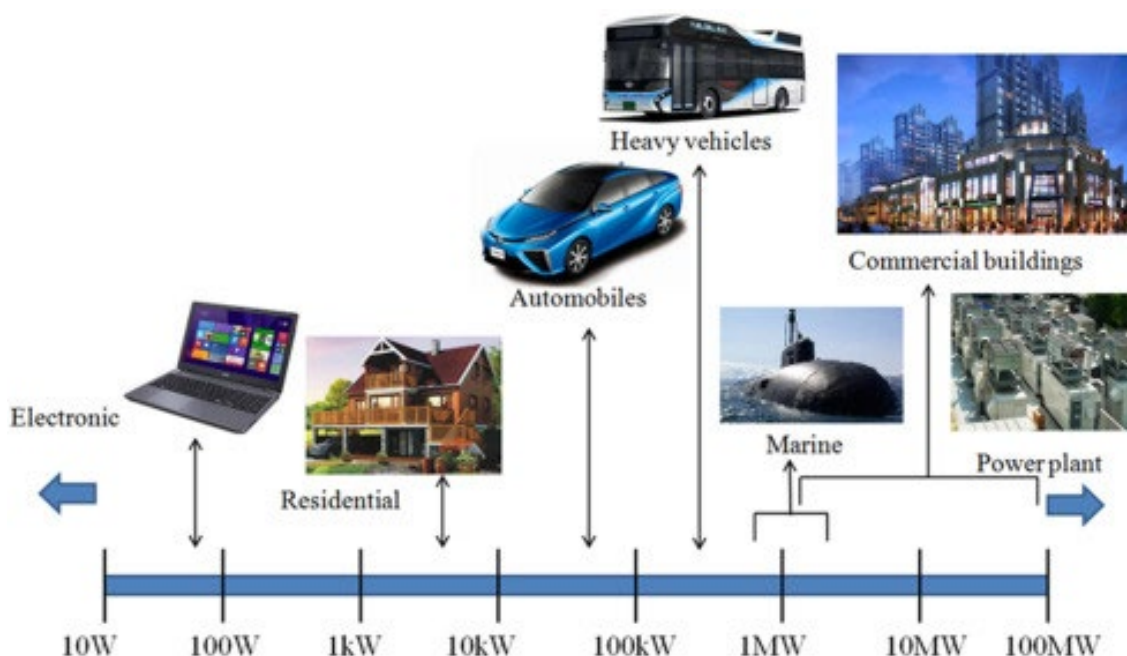 Heavy vehicles
Automobiles
Commercial buildings
Electronic
Residential
Marine
Power plant
10W 100W 1kW 10kW 100kW 1MW 10MW 100MW